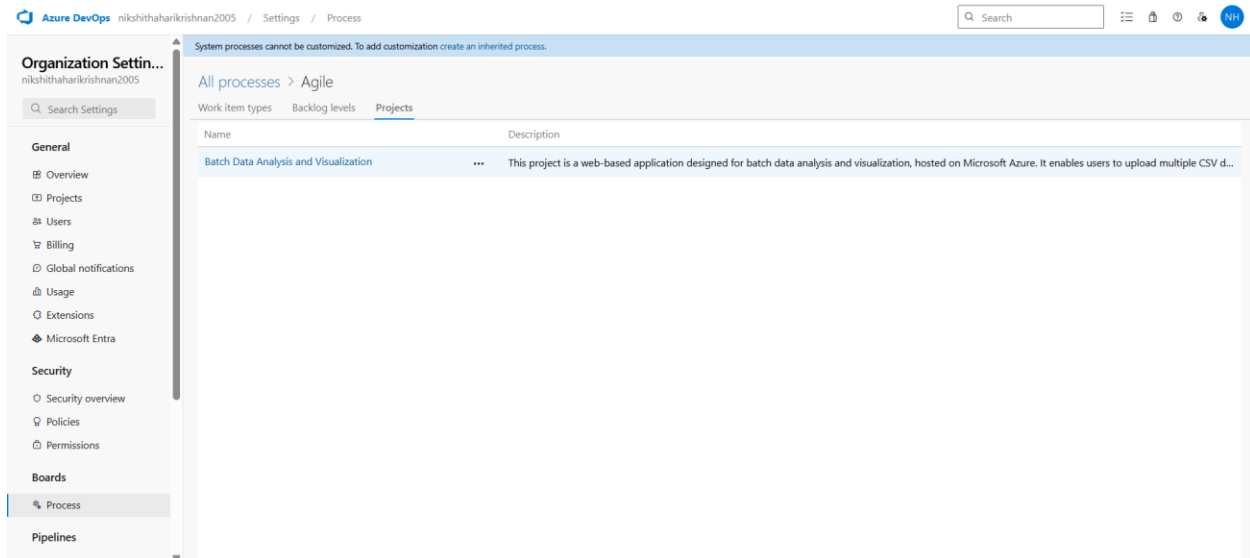 Azure DevOps nikshithaharikrishnan2005 / Settings / Process
Search
NH
Organization Settin...
nikshithaharikrishnan2005
Search Settings
General
Overview
Projects
Users
Billing
Global notifications
Usage
Extensions
Microsoft Entra
Security
Security overview
Policies
Permissions
Boards
Process
Pipelines
System processes cannot be customized. To add customization create an inherited process.
All processes > Agile
Work item types Backlog levels Projects
Name Description
Batch Data Analysis and Visualization ... This project is a web-based application designed for batch data analysis and visualization, hosted on Microsoft Azure. It enables users to upload multiple CSV d...